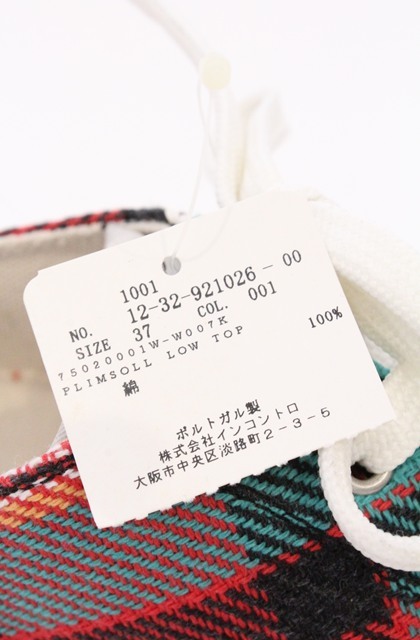 1001
NO. 12-32-921026-00
SIZE 37 COL. 001
75020001W-W007K
PLIMSOLL LOW TOP
綿 100%
ポルトガル製
株式会社インコントロ
大阪市中央区淡路町2-3-5